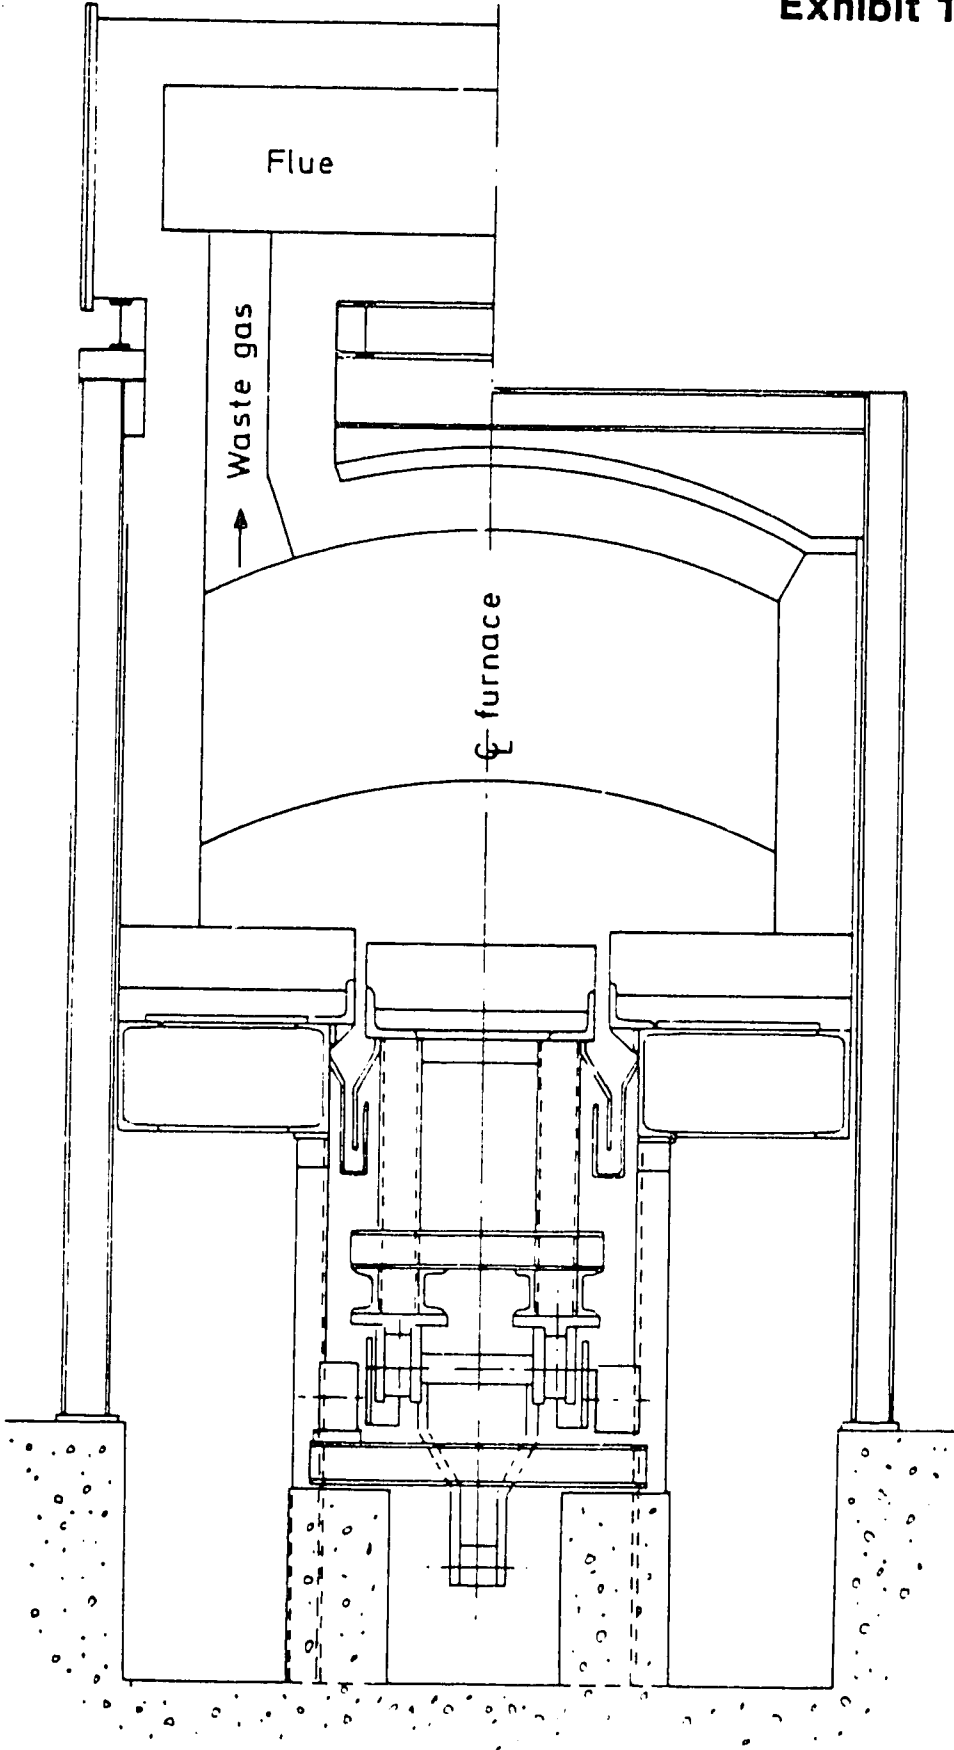 Exhibit 1
Flue
Waste gas
℄ furnace